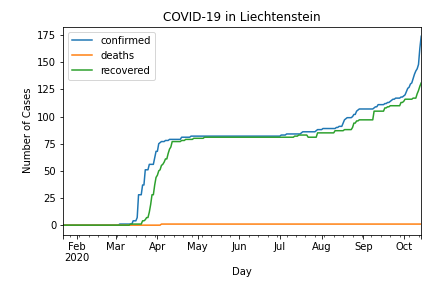 COVID-19 in Liechtenstein
confirmed
deaths
recovered
Number of Cases
175
150
125
100
75
50
25
0
Feb Mar Apr May Jun Jul Aug Sep Oct
2020
Day